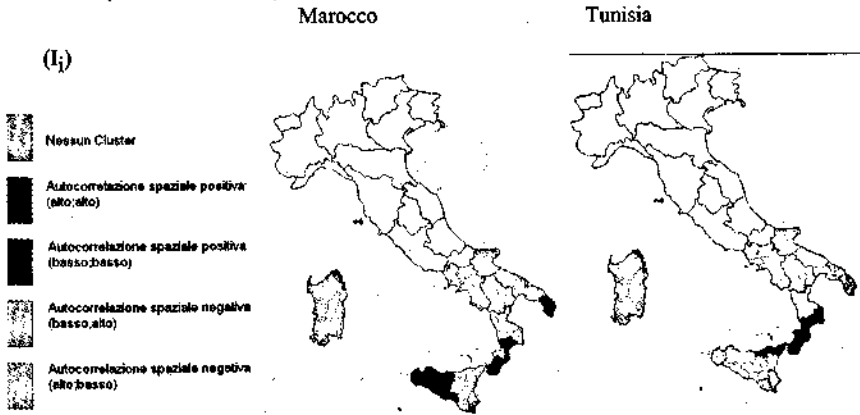 Marocco
Tunisia
(Ii)
Nessun Cluster
Autocorrelazione spaziale positiva
(alto;alto)
Autocorrelazione spaziale positiva
(basso;basso)
Autocorrelazione spaziale negativa
(basso,alto)
Autocorrelazione spaziale negativa
(alto;basso)